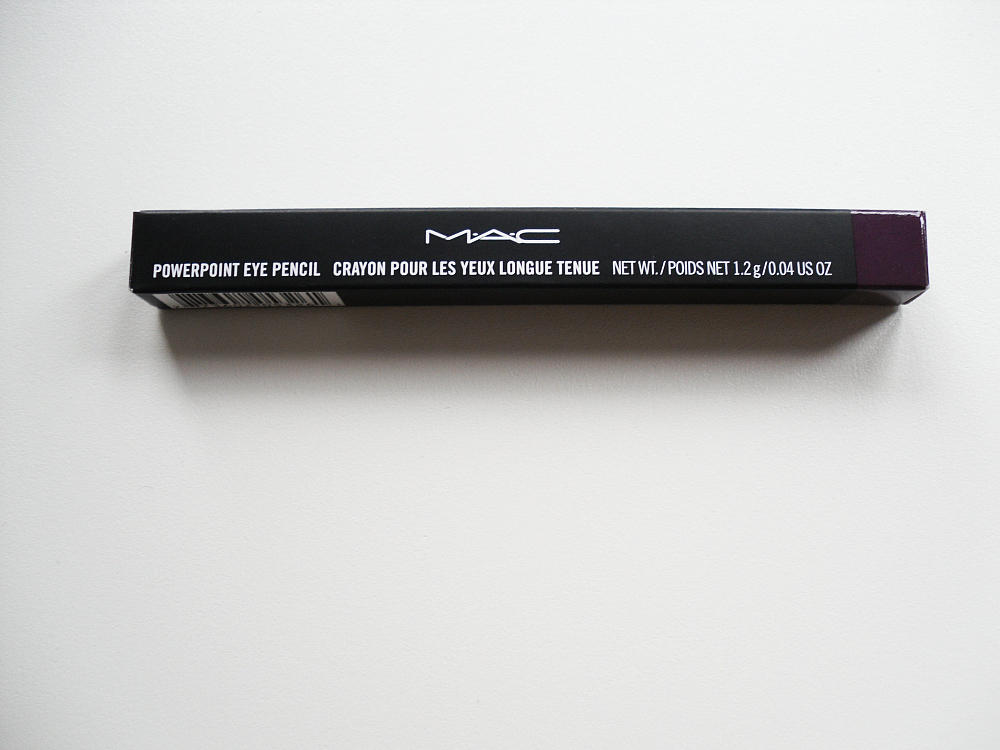 M·A·C
POWERPOINT EYE PENCIL CRAYON POUR LES YEUX LONGUE TENUE NET WT. / POIDS NET 1.2 g / 0.04 US OZ